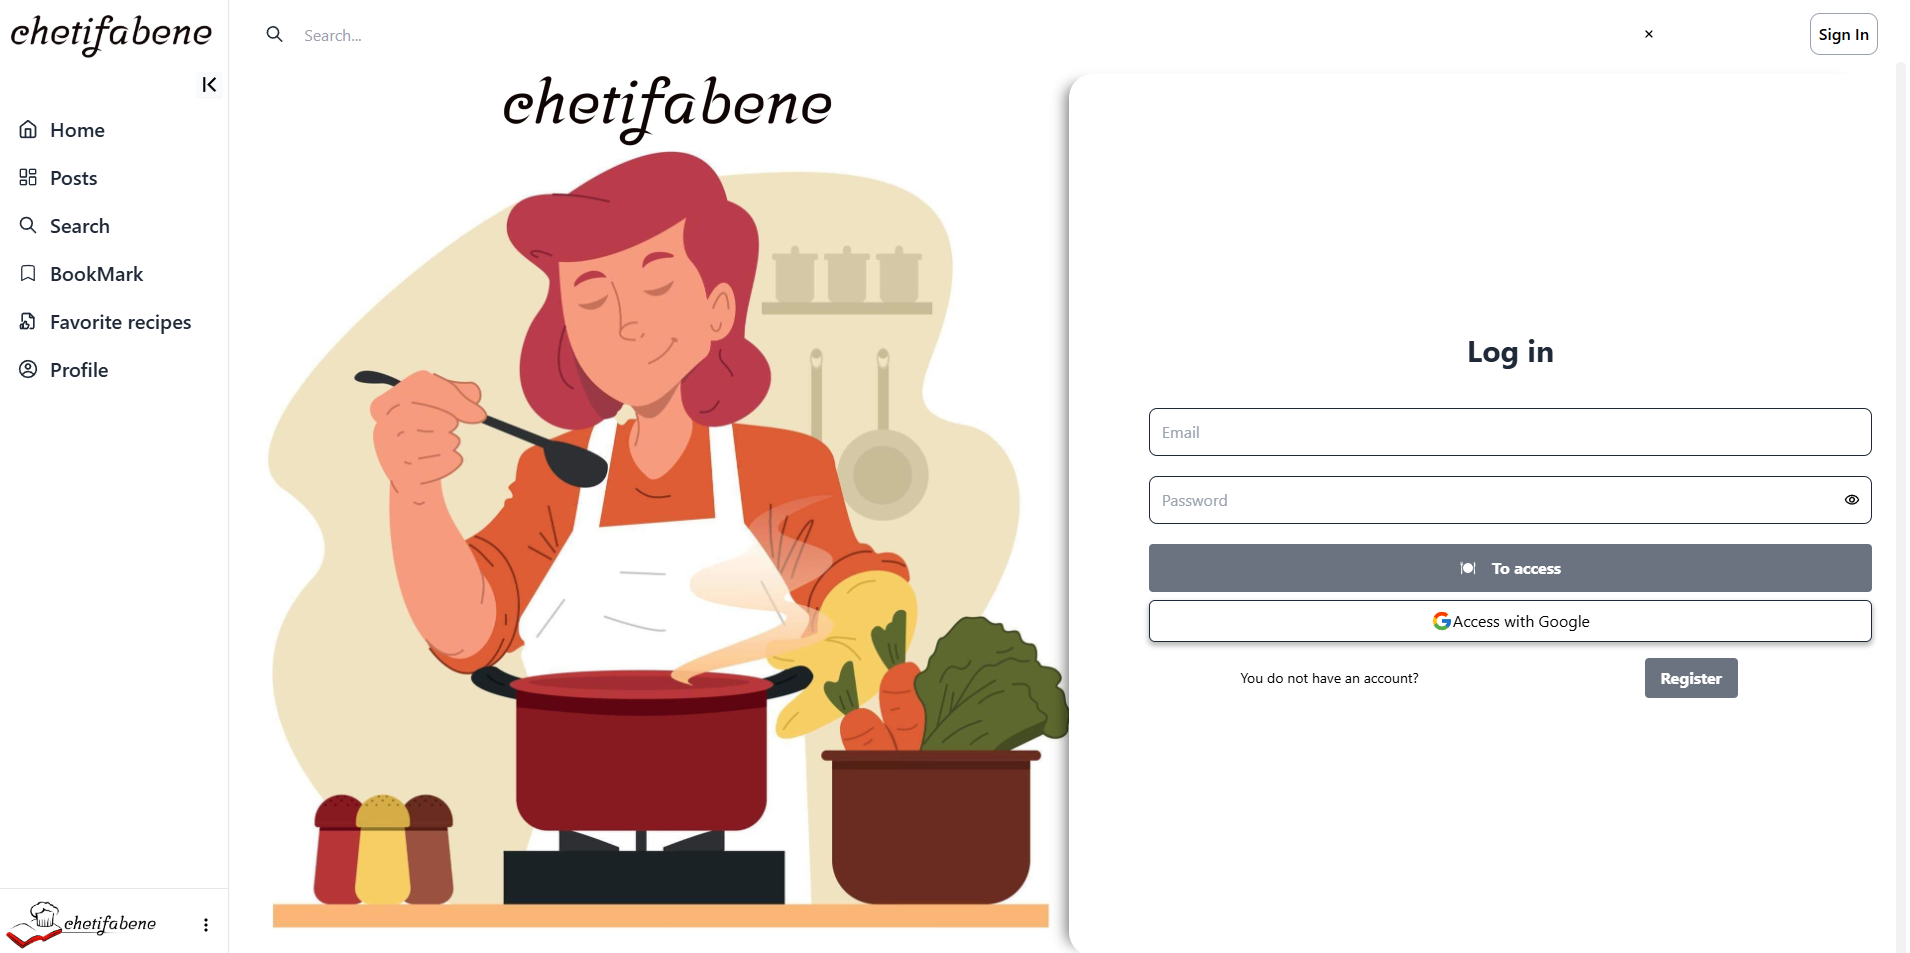 chetifabene
Search...
Sign In
Home
Posts
Search
BookMark
Favorite recipes
Profile
chetifabene
chetifabene
Log in
Email
Password
To access
Access with Google
You do not have an account?
Register